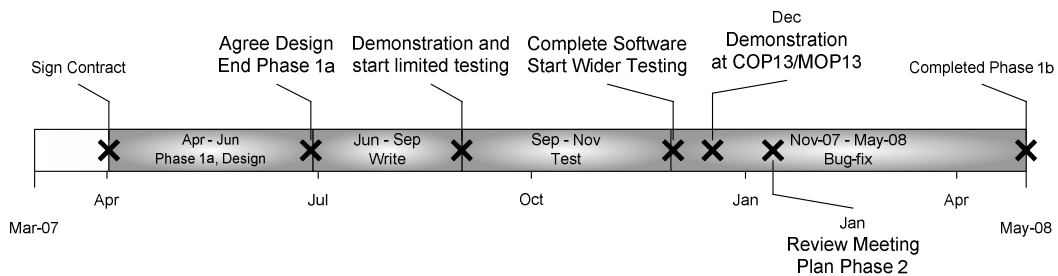 Dec
Agree Design
End Phase 1a
Demonstration and
start limited testing
Complete Software
Start Wider Testing
Demonstration
at COP13/MOP13
Sign Contract
Completed Phase 1b
Apr - Jun
Phase 1a, Design
Jun - Sep
Write
Sep - Nov
Test
Nov-07 - May-08
Bug-fix
Apr
Jul
Oct
Jan
Apr
Mar-07
May-08
Jan
Review Meeting
Plan Phase 2